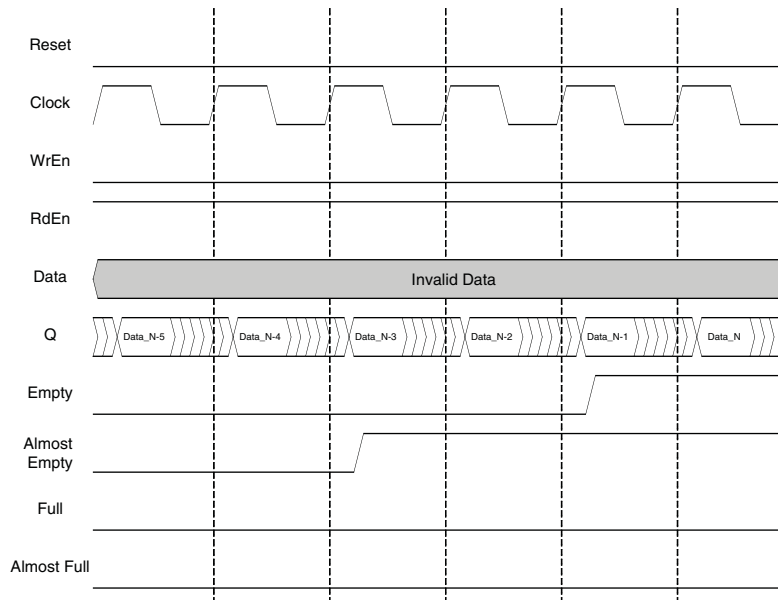 Reset
Clock
WrEn
RdEn
Data
Invalid Data
Q
Data_N-5
Data_N-4
Data_N-3
Data_N-2
Data_N-1
Data_N
Empty
Almost
Empty
Full
Almost Full